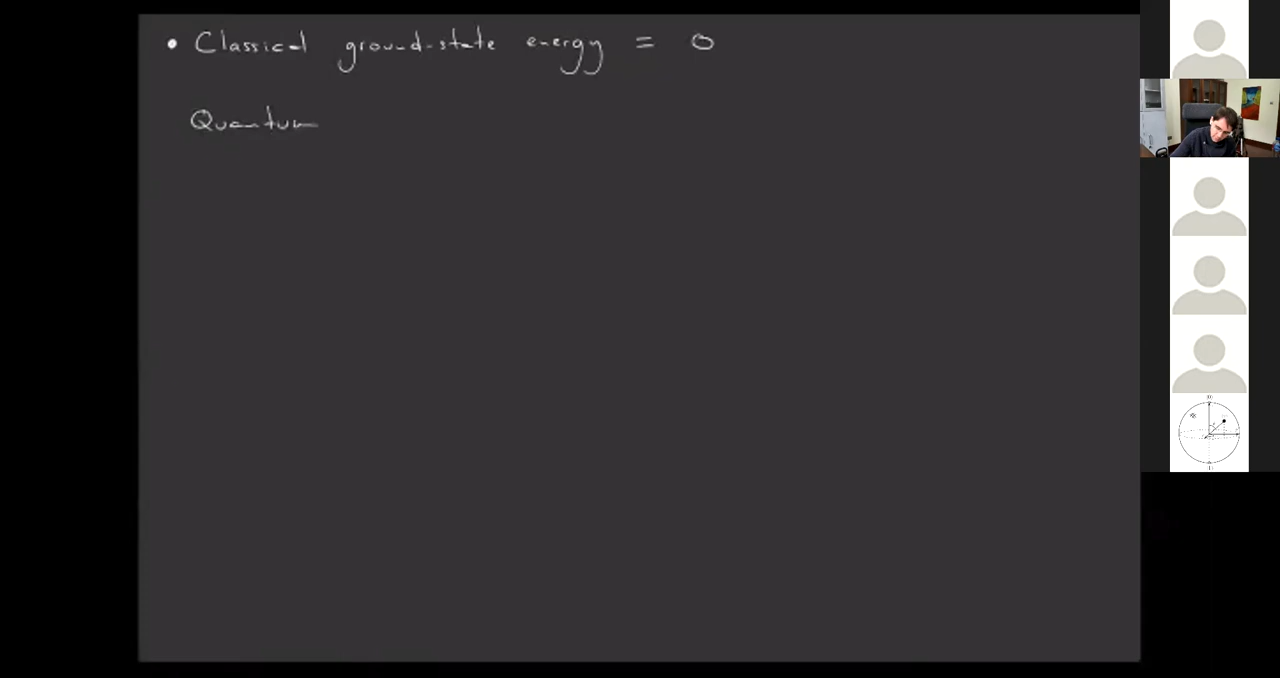 • Classical ground-state energy = 0
Quantum